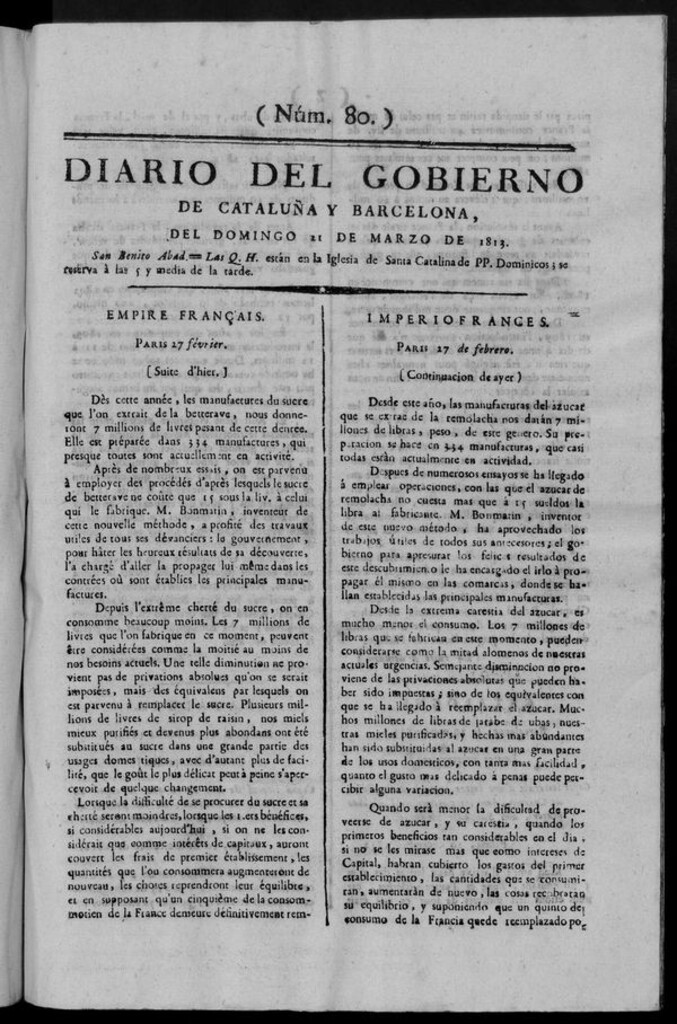 ( Núm. 80. )
DIARIO DEL GOBIERNO
DE CATALUÑA Y BARCELONA,
DEL DOMINGO 21 DE MARZO DE 1813.
San Benito Abad. = Las Q. H. están en la Iglesia de Santa Catalina de PP. Dominicos; se
reserva à las 5 y media de la tarde.
EMPIRE FRANÇAIS.
PARIS 27 février.
[ Suite d'hier. ]
Dès cette année, les manufactures du sucre
que l'on extrait de la betterave, nous donne-
ront 7 millions de livres pesant de cette denrée.
Elle est préparée dans 334 manufactures, qui
presque toutes sont actuellement en activité.
Après de nombreux essais, on est parvenu
à employer des procédés d'après lesquels le sucre
de betterave ne coûte que 15 sous la liv. à celui
qui le fabrique. M. Bonmatin, inventeur de
cette nouvelle méthode, a profité des travaux
utiles de tous ses dévanciers: le gouvernement,
pour hâter les heureux résultats de sa découverte,
l'a chargé d'aller la propager lui même dans les
contrées où sont établies les principales manu-
factures.
Depuis l'extrême cherté du sucre, on en
consomme beaucoup moins. Les 7 millions de
livres que l'on fabrique en ce moment, peuvent
être considérées comme la moitié au moins de
nos besoins actuels. Une telle diminution ne pro-
vient pas de privations absolues qu'on se serait
imposées, mais des équivalens par lesquels on
est parvenu à remplacer le sucre. Plusieurs mil-
lions de livres de sirop de raisin, nos miels
mieux purifiés et devenus plus abondans ont été
substitués au sucre dans une grande partie des
usages domestiques, avec d'autant plus de faci-
lité, que le goût le plus délicat peut à peine s'aper-
cevoir de quelque changement.
Lorsque la difficulté de se procurer du sucre et sa
cherté seront moindres, lorsque les 1.ers bénéfices,
si considérables aujourd'hui, si on ne les con-
sidérait que comme intérêts de capitaux, auront
couvert les frais de premier établissement, les
quantités que l'on consommera augmenteront de
nouveau, les choses reprendront leur équilibre,
et en supposant qu'un cinquième de la consom-
motien de la France demeure définitivement rem-
IMPERIO FRANCES.
PARIS 27 de febrero.
(Continuacion de ayer)
Desde este año, las manufacturas del azucar
que se extrae de la remolacha nos darán 7 mi-
llones de libras à peso, de este genero. Su pre-
paracion se hace en 334 manufacturas, que casi
todas están actualmente en actividad.
Despues de numerosos ensayos se ha llegado
á emplear operaciones, con las que el azucar de
remolacha no cuesta mas que à 15 sueldos la
libra al fabricante. M. Bonmatin, inventor
de este nuevo método, ha aprovechado los
trabajos útiles de todos sus antecesores; el go-
bierno para apresurar los felices resultados de
este descubrimiento le ha encargado el irlo à pro-
pagar él mismo en las comarcas, donde se ha-
llan establecidas las principales manufacturas.
Desde la extrema carestia del azucar, es
mucho menor el consumo. Los 7 millones de
libras que se fabrican en este momento, pueden
considerarse como la mitad alomenos de nuestras
actuales urgencias. Semejante disminucion no pro-
viene de las privaciones absolutas que pueden ha-
ber sido impuestas; sino de los equivalentes con
que se ha llegado à reemplazar el azucar. Mu-
chos millones de libras de jarabe de ubas, nues-
tras mieles purificadas, y hechas mas abundantes
han sido substituidas al azucar en una gran parte
de los usos domesticos, con tanta mas facilidad,
quanto el gusto mas delicado à penas puede per-
cibir alguna variacion.
Quando será menor la dificultad de pro-
veerse de azucar, y su carestia, quando los
primeros beneficios tan considerables en el dia,
si no se les mirase mas que como intereses de
Capital, habran cubierto los gastos del primer
establecimiento, las cantidades que se consumi-
ran, aumentarán de nuevo, las cosas recobraran
su equilibrio, y suponiendo que un quinto del
consumo de la Francia quede reemplazado por